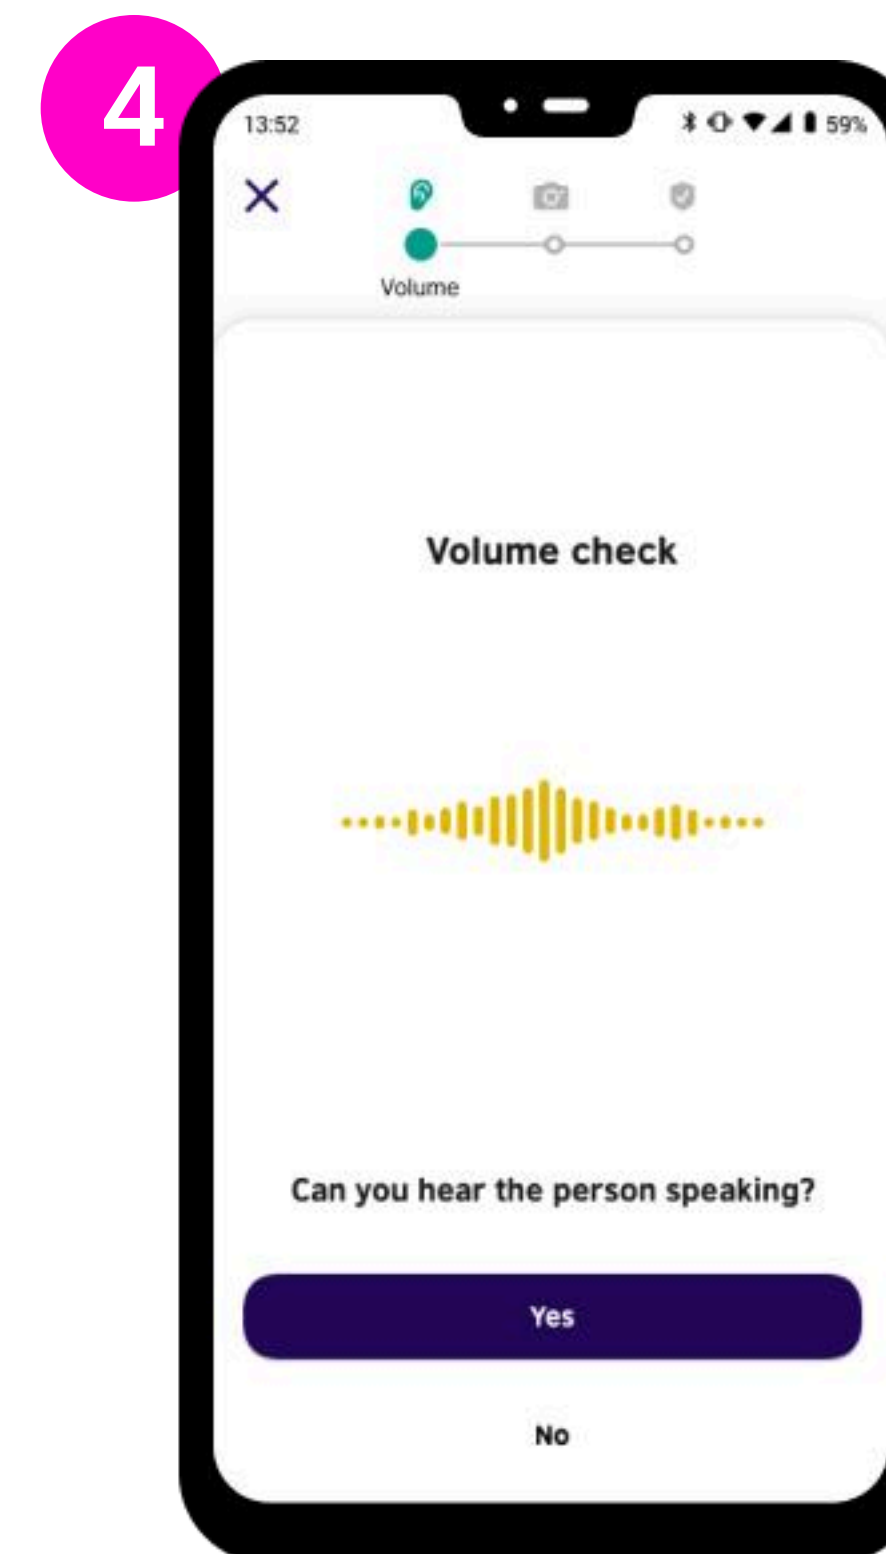 4
13:52
59%
Volume
Volume check
Can you hear the person speaking?
Yes
No